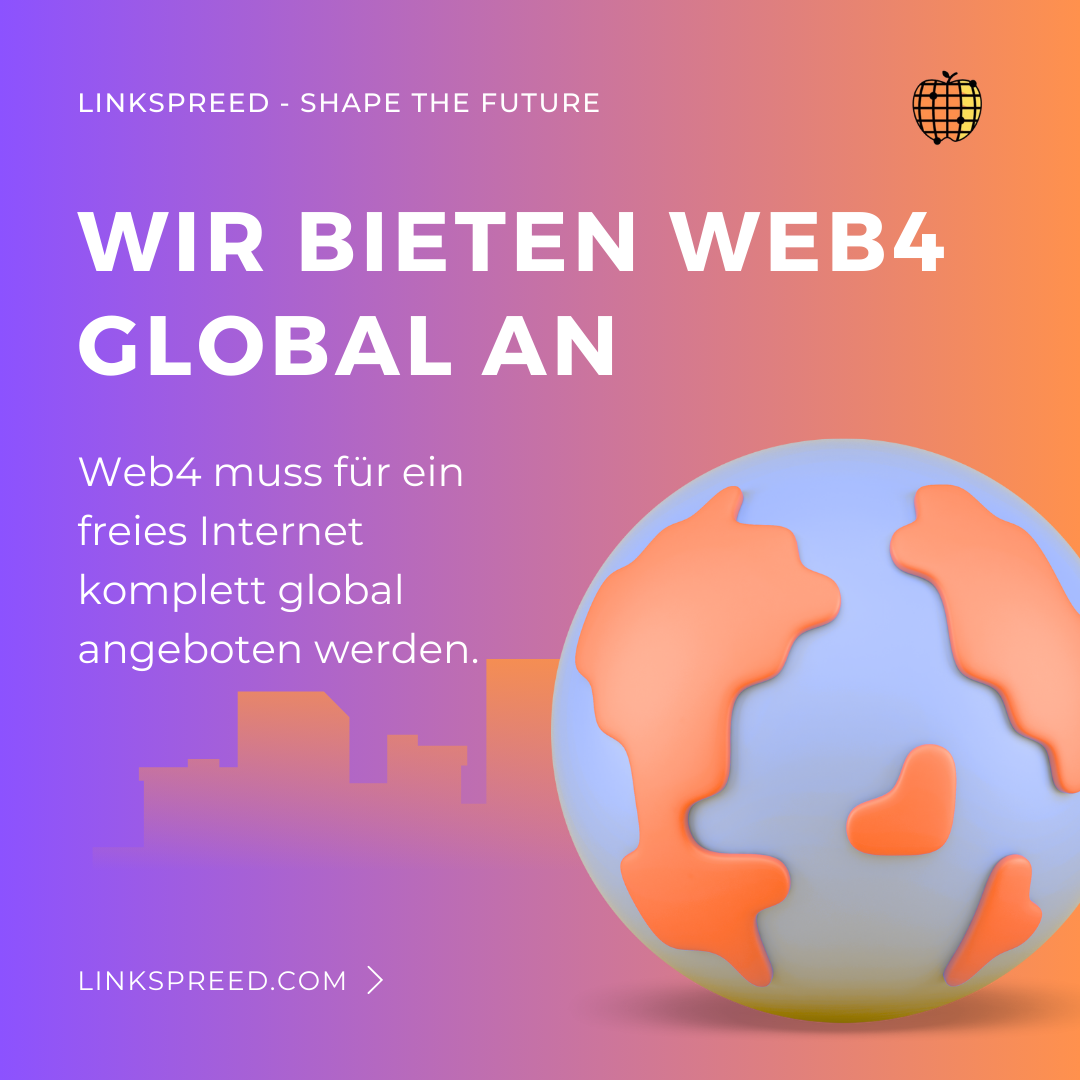 LINKSPREED - SHAPE THE FUTURE
WIR BIETEN WEB4
GLOBAL AN
Web4 muss für ein
freies Internet
komplett global
angeboten werden.
LINKSPREED.COM